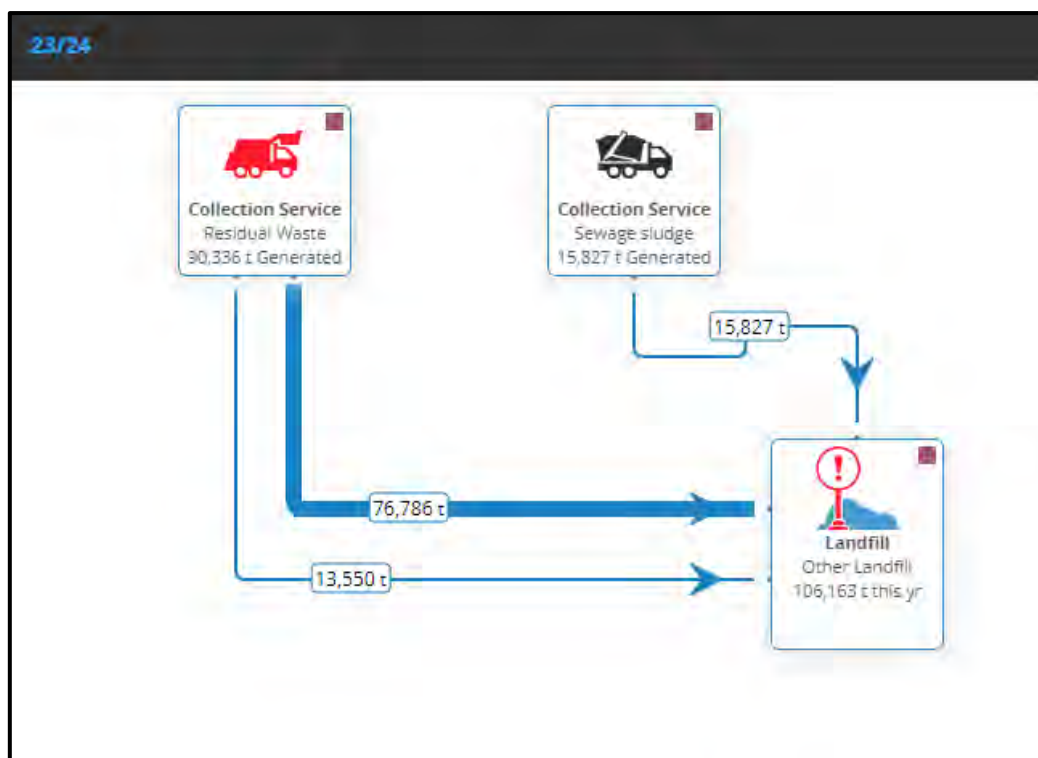 23/24
Collection Service
Residual Waste
90,336 t Generated
Collection Service
Sewage sludge
15,827 t Generated
15,827 t
76,786 t
13,550 t
Landfill
Other Landfill
106,163 t this yr